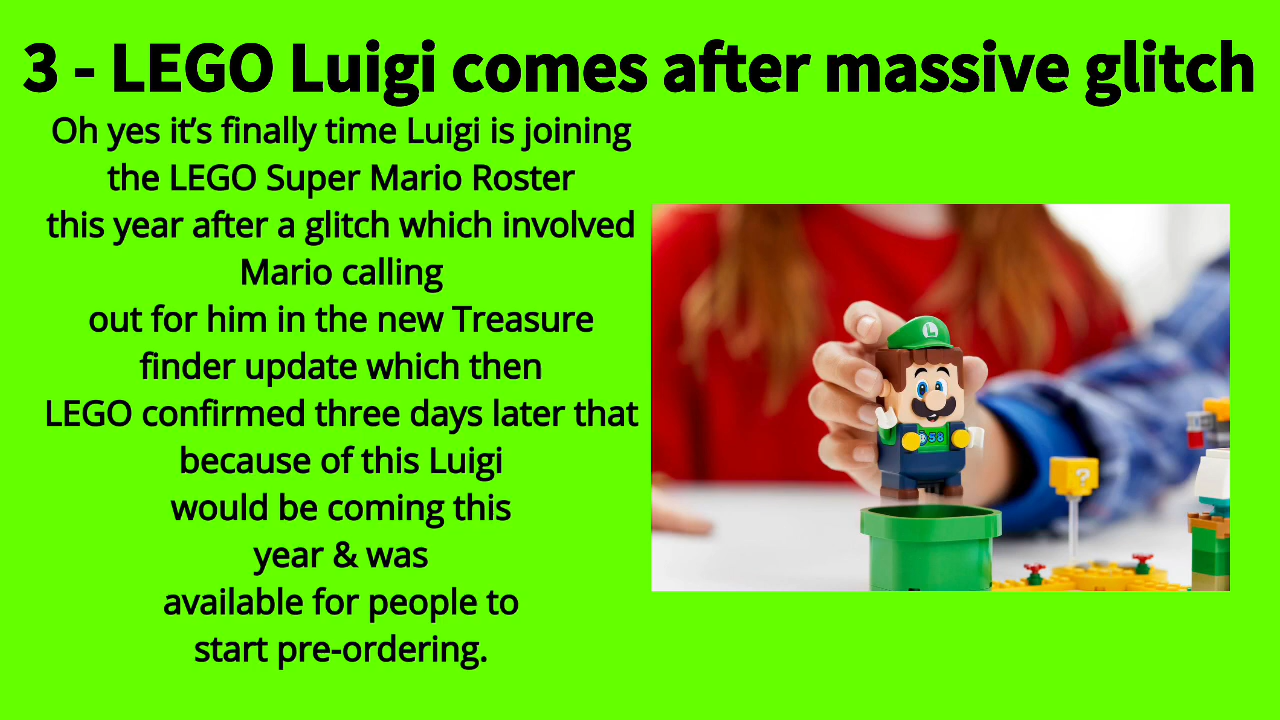 3 - LEGO Luigi comes after massive glitch
Oh yes it’s finally time Luigi is joining
the LEGO Super Mario Roster
this year after a glitch which involved
Mario calling
out for him in the new Treasure
finder update which then
LEGO confirmed three days later that
because of this Luigi
would be coming this
year & was
available for people to
start pre-ordering.
L
58
?